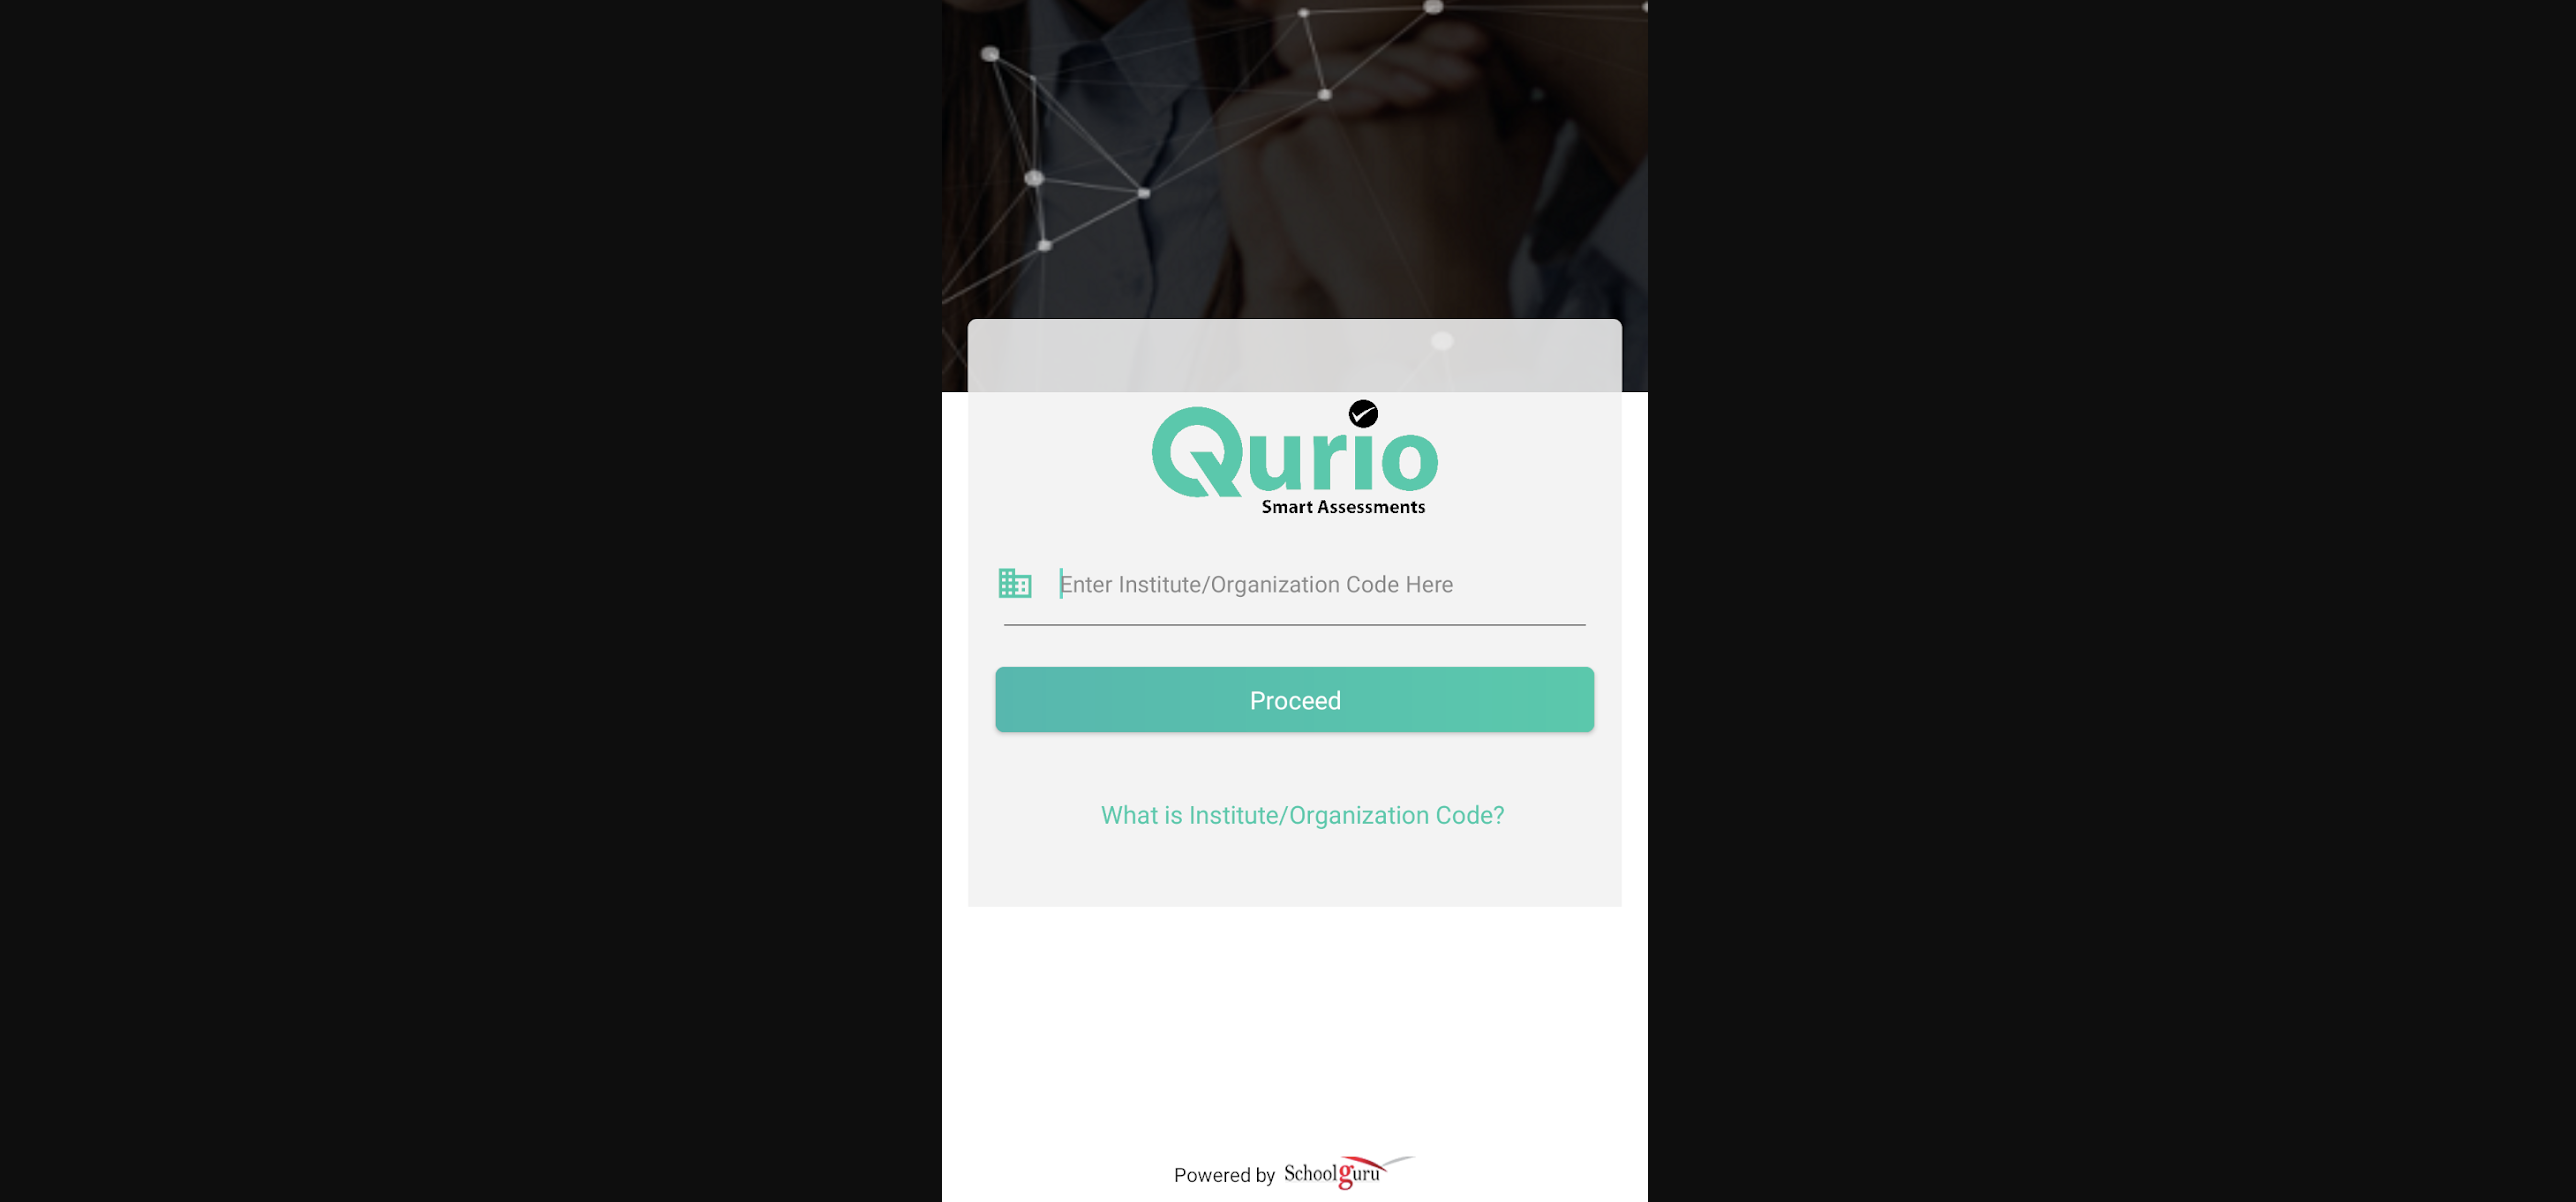 Qurio
Smart Assessments
Enter Institute/Organization Code Here
Proceed
What is Institute/Organization Code?
Powered by Schoolguru